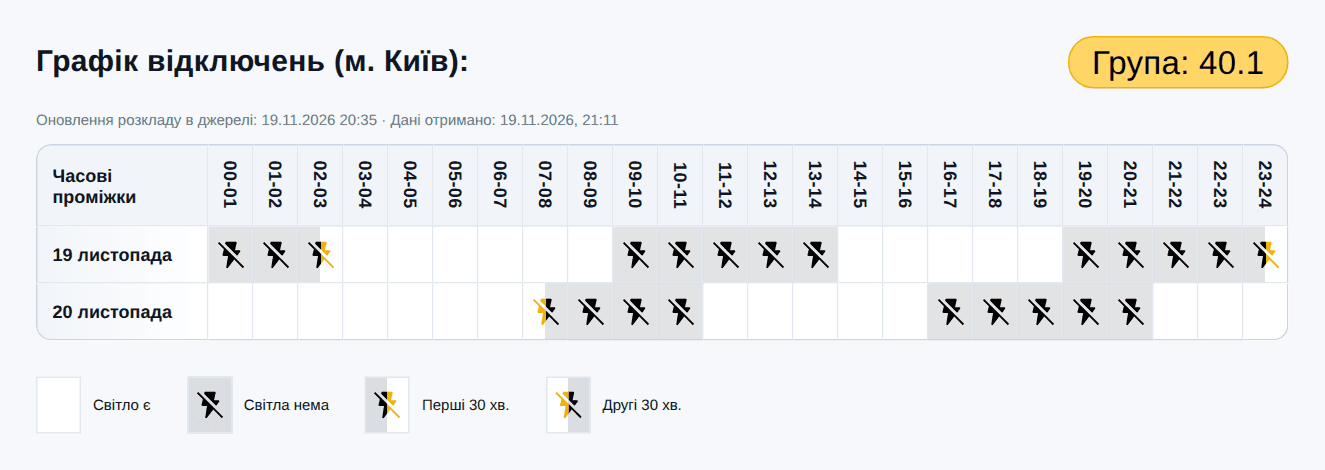 Графік відключень (м. Київ):
Група: 40.1
Оновлення розкладу в джерелі: 19.11.2026 20:35 · Дані отримано: 19.11.2026, 21:11
Часові
проміжки
00-01
01-02
02-03
03-04
04-05
05-06
06-07
07-08
08-09
09-10
10-11
11-12
12-13
13-14
14-15
15-16
16-17
17-18
18-19
19-20
20-21
21-22
22-23
23-24
19 листопада
20 листопада
Світло є
Світла нема
Перші 30 хв.
Другі 30 хв.